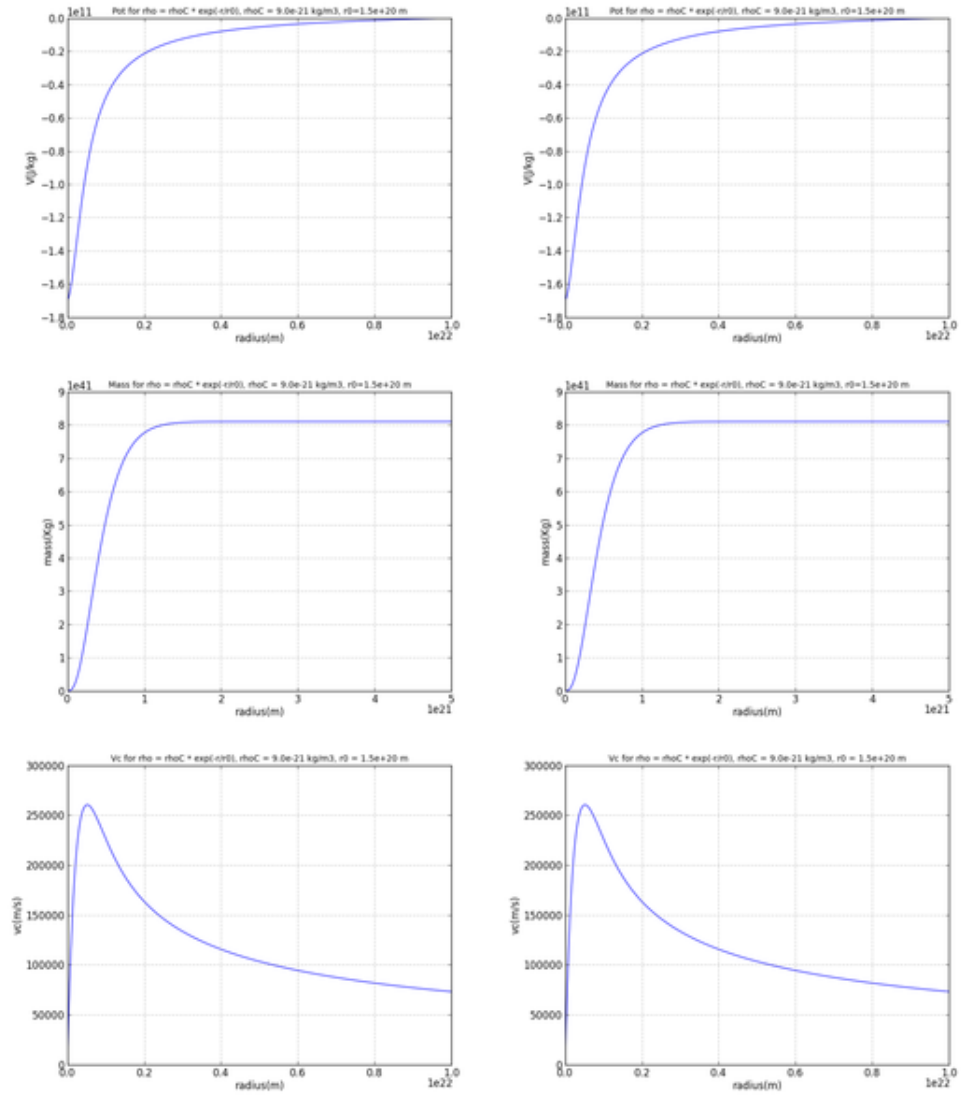 1e11 Pot for rho = rhoC * exp(-r/r0), rhoC = 9.0e-21 kg/m3, r0=1.5e+20 m
0.0
−0.2
−0.4
−0.6
−0.8
−1.0
−1.2
−1.4
−1.6
−1.8
V(J/kg)
0.0 0.2 0.4 0.6 0.8 1.0
radius(m) 1e22
1e11 Pot for rho = rhoC * exp(-r/r0), rhoC = 9.0e-21 kg/m3, r0=1.5e+20 m
0.0
−0.2
−0.4
−0.6
−0.8
−1.0
−1.2
−1.4
−1.6
−1.8
V(J/kg)
0.0 0.2 0.4 0.6 0.8 1.0
radius(m) 1e22
1e41 Mass for rho = rhoC * exp(-r/r0), rhoC = 9.0e-21 kg/m3, r0=1.5e+20 m
9
8
7
6
5
4
3
2
1
0
mass(Kg)
0 1 2 3 4 5
radius(m) 1e21
1e41 Mass for rho = rhoC * exp(-r/r0), rhoC = 9.0e-21 kg/m3, r0=1.5e+20 m
9
8
7
6
5
4
3
2
1
0
mass(Kg)
0 1 2 3 4 5
radius(m) 1e21
Vc for rho = rhoC * exp(-r/r0), rhoC = 9.0e-21 kg/m3, r0 = 1.5e+20 m
300000
250000
200000
150000
100000
50000
0
vc(m/s)
0.0 0.2 0.4 0.6 0.8 1.0
radius(m) 1e22
Vc for rho = rhoC * exp(-r/r0), rhoC = 9.0e-21 kg/m3, r0 = 1.5e+20 m
300000
250000
200000
150000
100000
50000
0
vc(m/s)
0.0 0.2 0.4 0.6 0.8 1.0
radius(m) 1e22